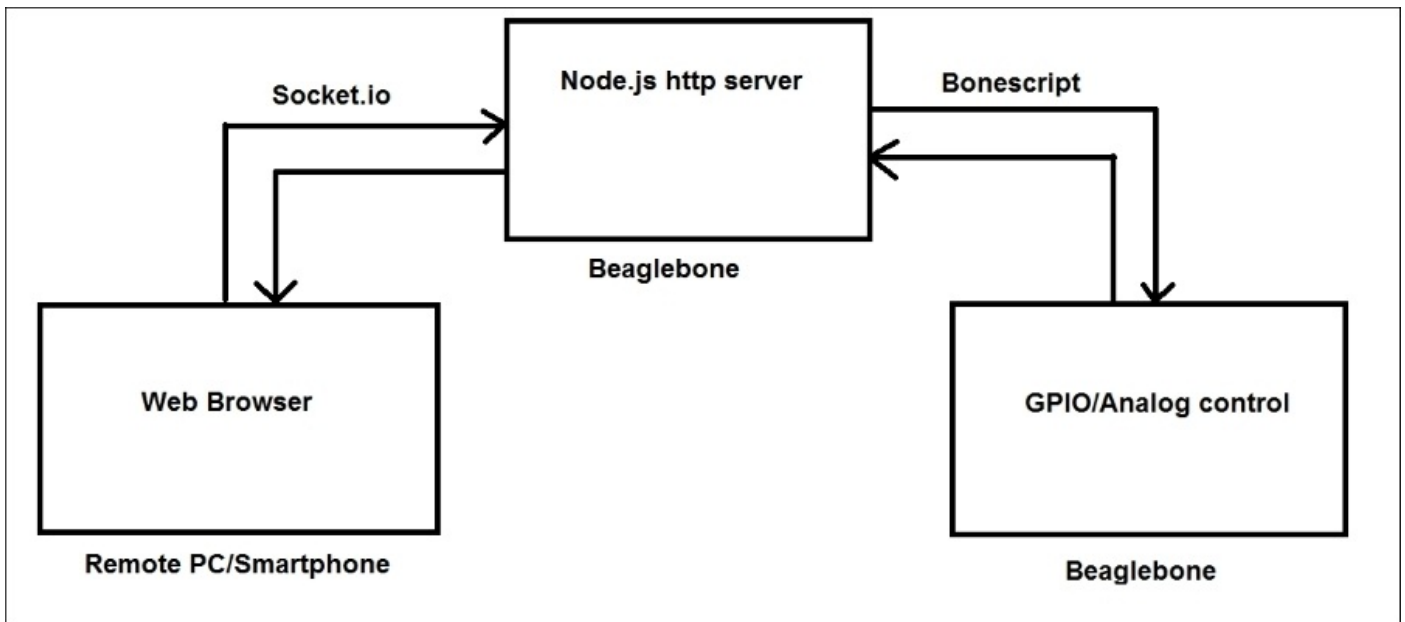 Socket.io
Node.js http server
Bonescript
Beaglebone
Web Browser
GPIO/Analog control
Remote PC/Smartphone
Beaglebone